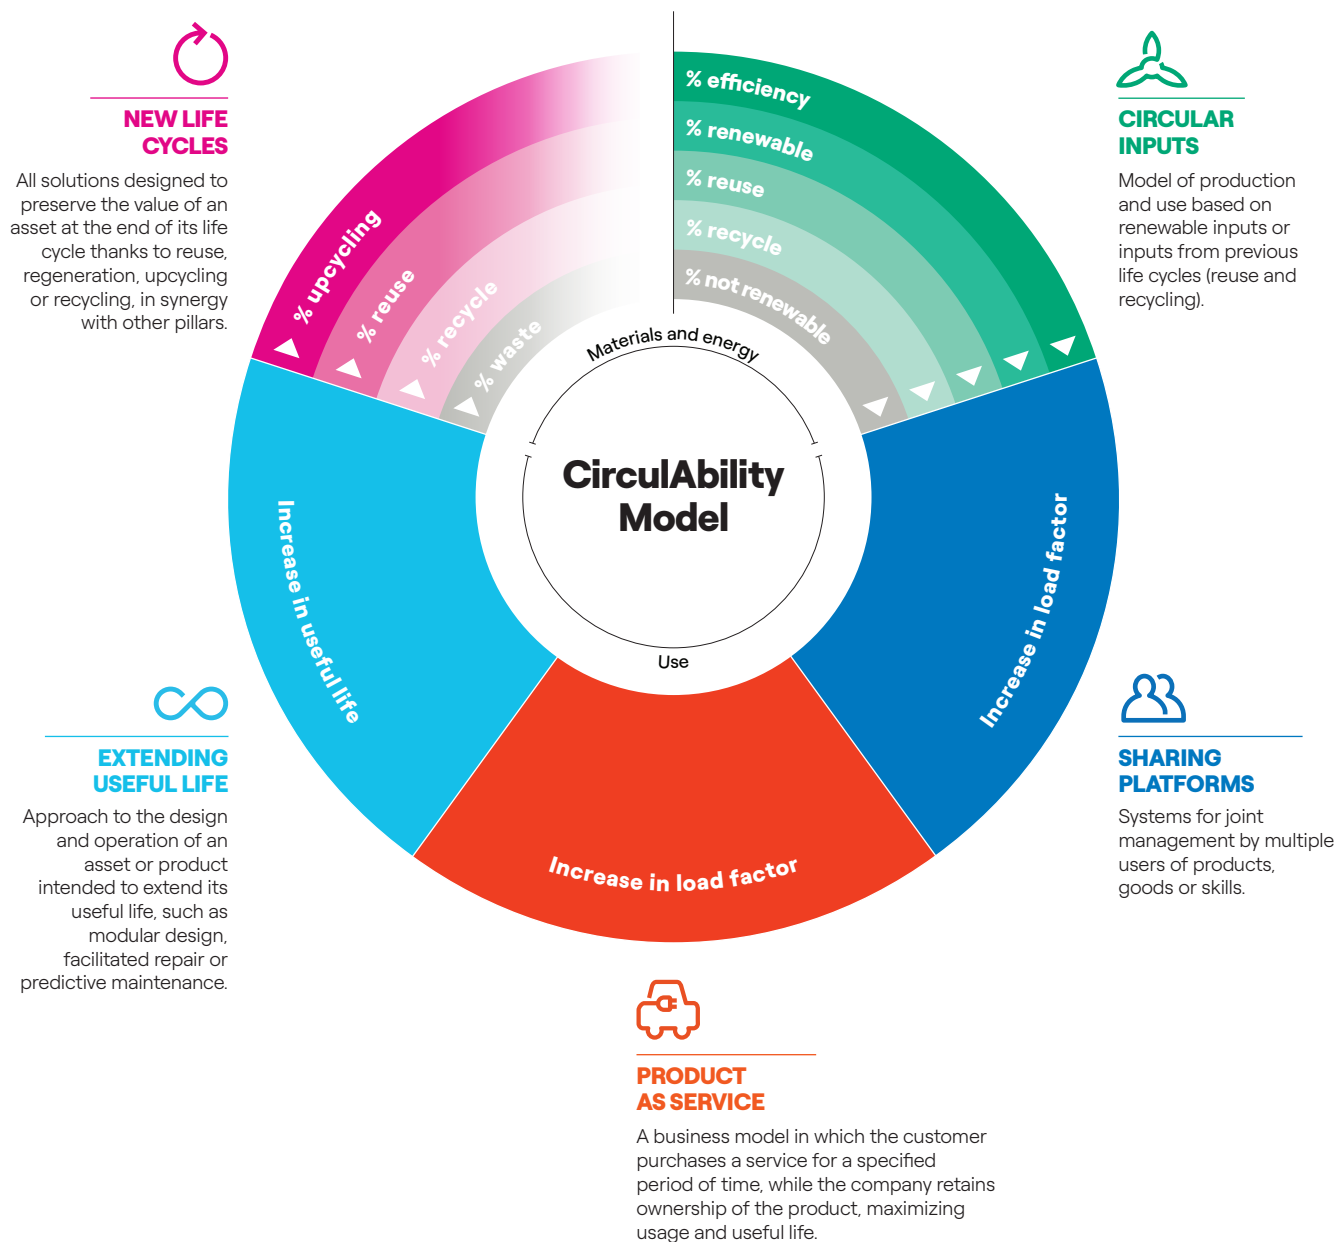 NEW LIFE
CYCLES
All solutions designed to
preserve the value of an
asset at the end of its life
cycle thanks to reuse,
regeneration, upcycling
or recycling, in synergy
with other pillars.
% upcycling
% reuse
% recycle
% waste
% efficiency
% renewable
% reuse
% recycle
% not renewable
CIRCULAR
INPUTS
Model of production
and use based on
renewable inputs or
inputs from previous
life cycles (reuse and
recycling).
Materials and energy
CirculAbility
Model
Use
Increase in useful life
Increase in load factor
Increase in load factor
EXTENDING
USEFUL LIFE
Approach to the design
and operation of an
asset or product
intended to extend its
useful life, such as
modular design,
facilitated repair or
predictive maintenance.
SHARING
PLATFORMS
Systems for joint
management by multiple
users of products,
goods or skills.
PRODUCT
AS SERVICE
A business model in which the customer
purchases a service for a specified
period of time, while the company retains
ownership of the product, maximizing
usage and useful life.